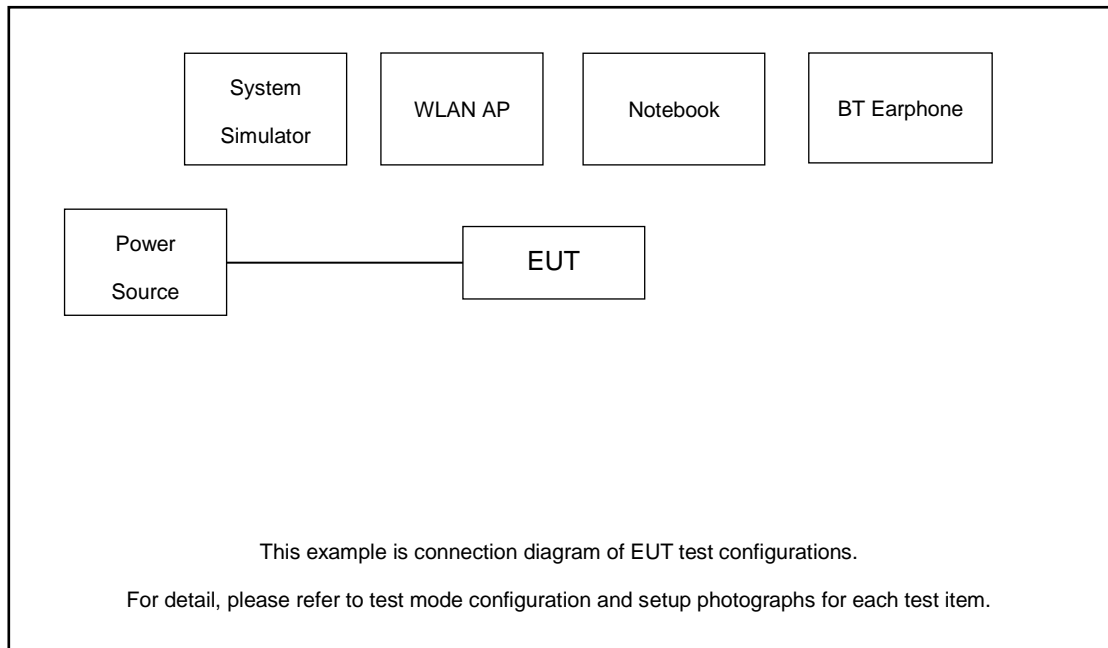 System
Simulator
WLAN AP
Notebook
BT Earphone
Power
Source
EUT
This example is connection diagram of EUT test configurations.
For detail, please refer to test mode configuration and setup photographs for each test item.